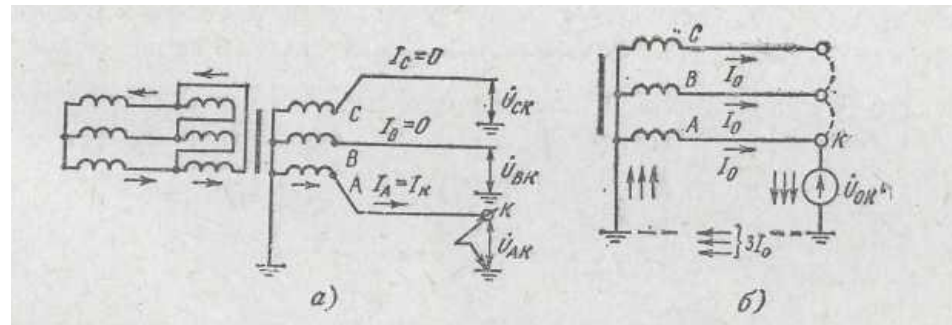 I_C=0
C
U̇_CK
I_B=0
B
U̇_BK
A
I_A=I_K
K
U̇_AK
а)
C
I_0
B
I_0
A
I_0
K
U̇_0K
}3I_0
б)